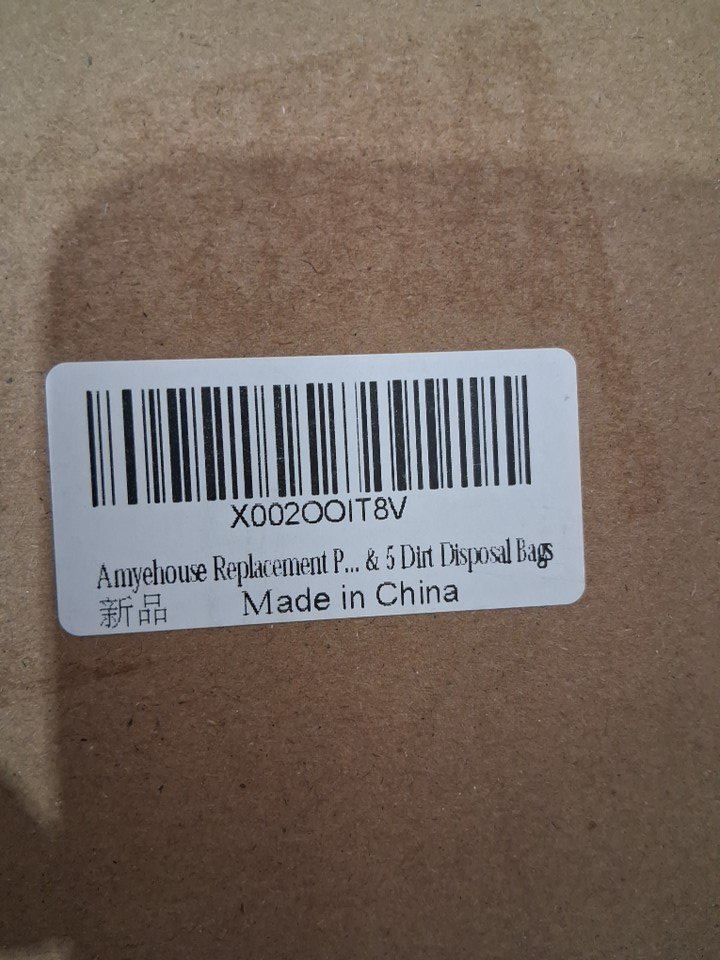 X002OOIT8V
Amyehouse Replacement P... & 5 Dirt Disposal Bags
新品 Made in China